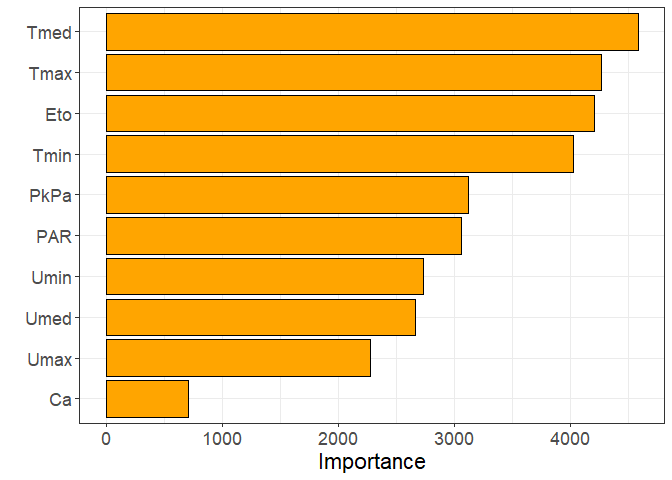 Tmed
Tmax
Eto
Tmin
PkPa
PAR
Umin
Umed
Umax
Ca
0 1000 2000 3000 4000
Importance